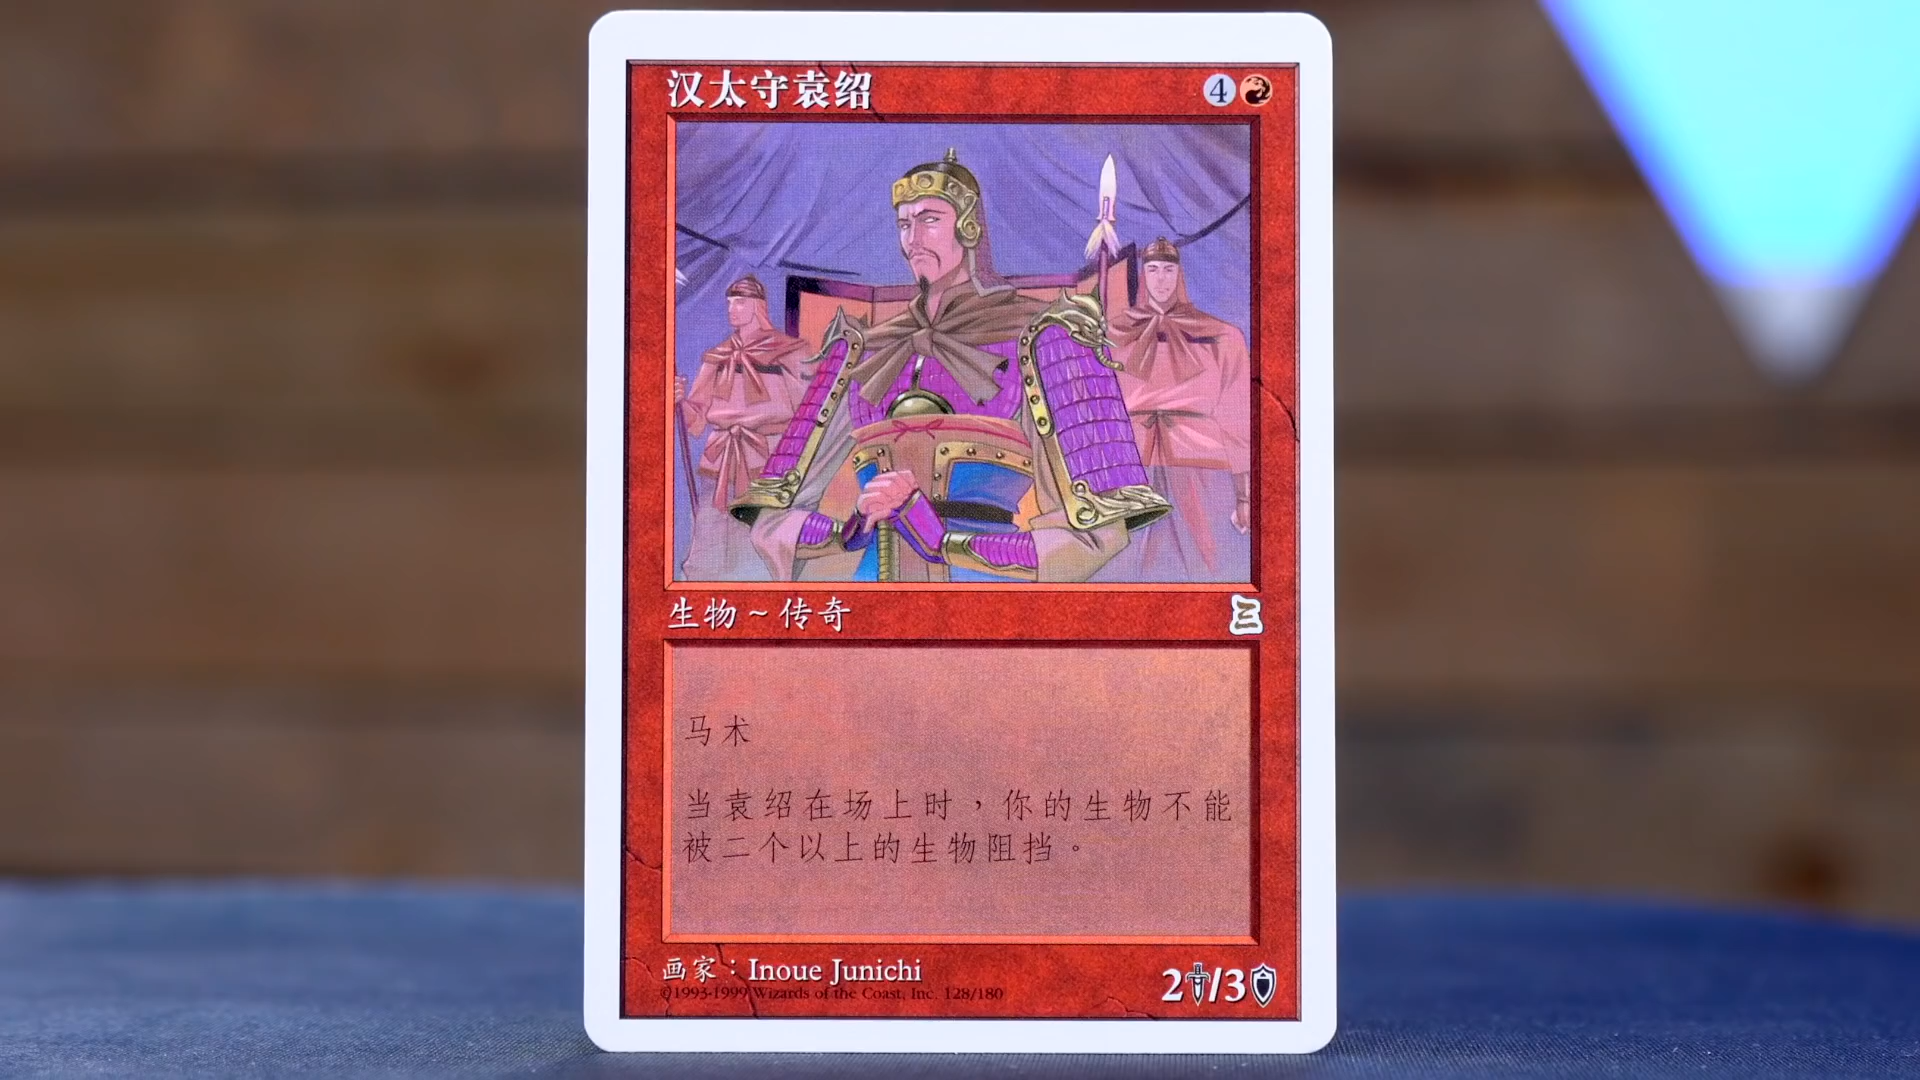 汉太守袁绍 4
生物～传奇 三
马术
当袁绍在场上时，你的生物不能
被二个以上的生物阻挡。
画家：Inoue Junichi
©1993-1999 Wizards of the Coast, Inc. 128/180
2/3